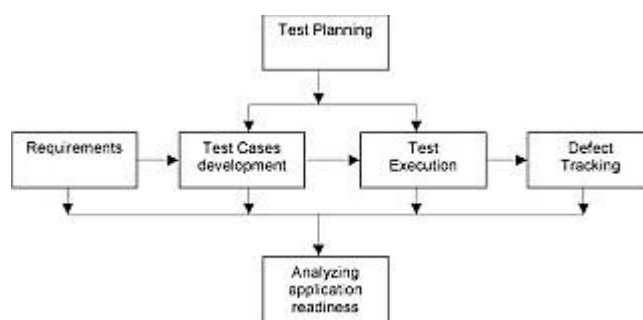 Test Planning
Requirements
Test Cases
development
Test
Execution
Defect
Tracking
Analyzing
application
readiness